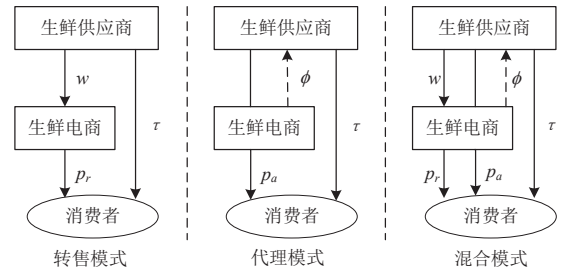 生鲜供应商
w
τ
生鲜电商
p_r
消费者
转售模式
生鲜供应商
ϕ
τ
生鲜电商
p_a
消费者
代理模式
生鲜供应商
w
ϕ
τ
生鲜电商
p_r
p_a
消费者
混合模式